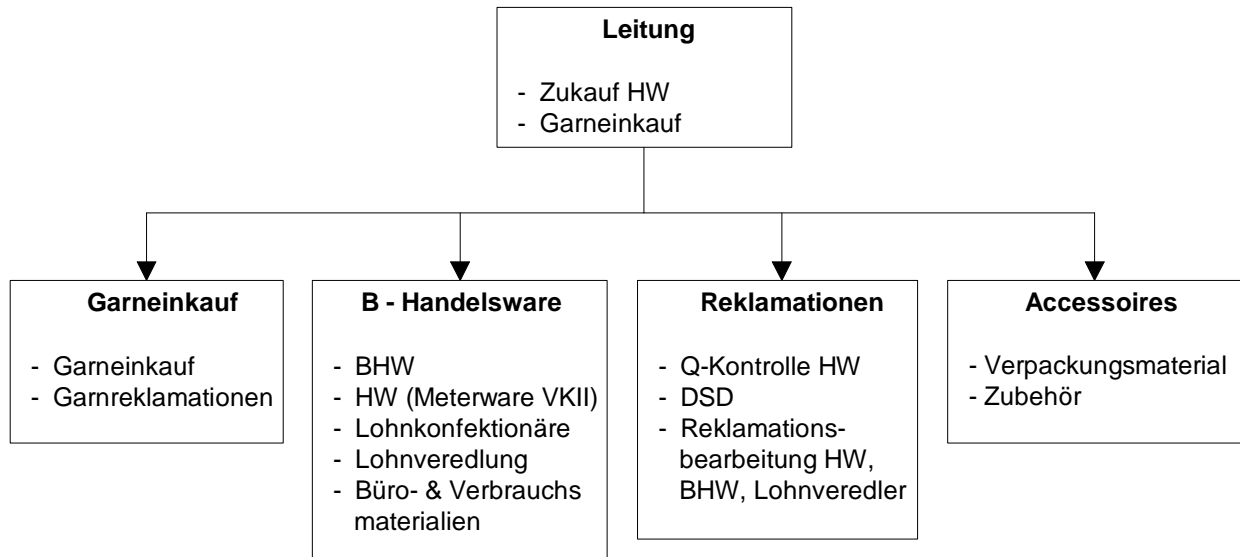 Leitung
- Zukauf HW
- Garneinkauf
Garneinkauf
- Garneinkauf
- Garnreklamationen
B - Handelsware
- BHW
- HW (Meterware VKII)
- Lohnkonfektionäre
- Lohnveredlung
- Büro- & Verbrauchs
materialien
Reklamationen
- Q-Kontrolle HW
- DSD
- Reklamations-
bearbeitung HW,
BHW, Lohnveredler
Accessoires
- Verpackungsmaterial
- Zubehör